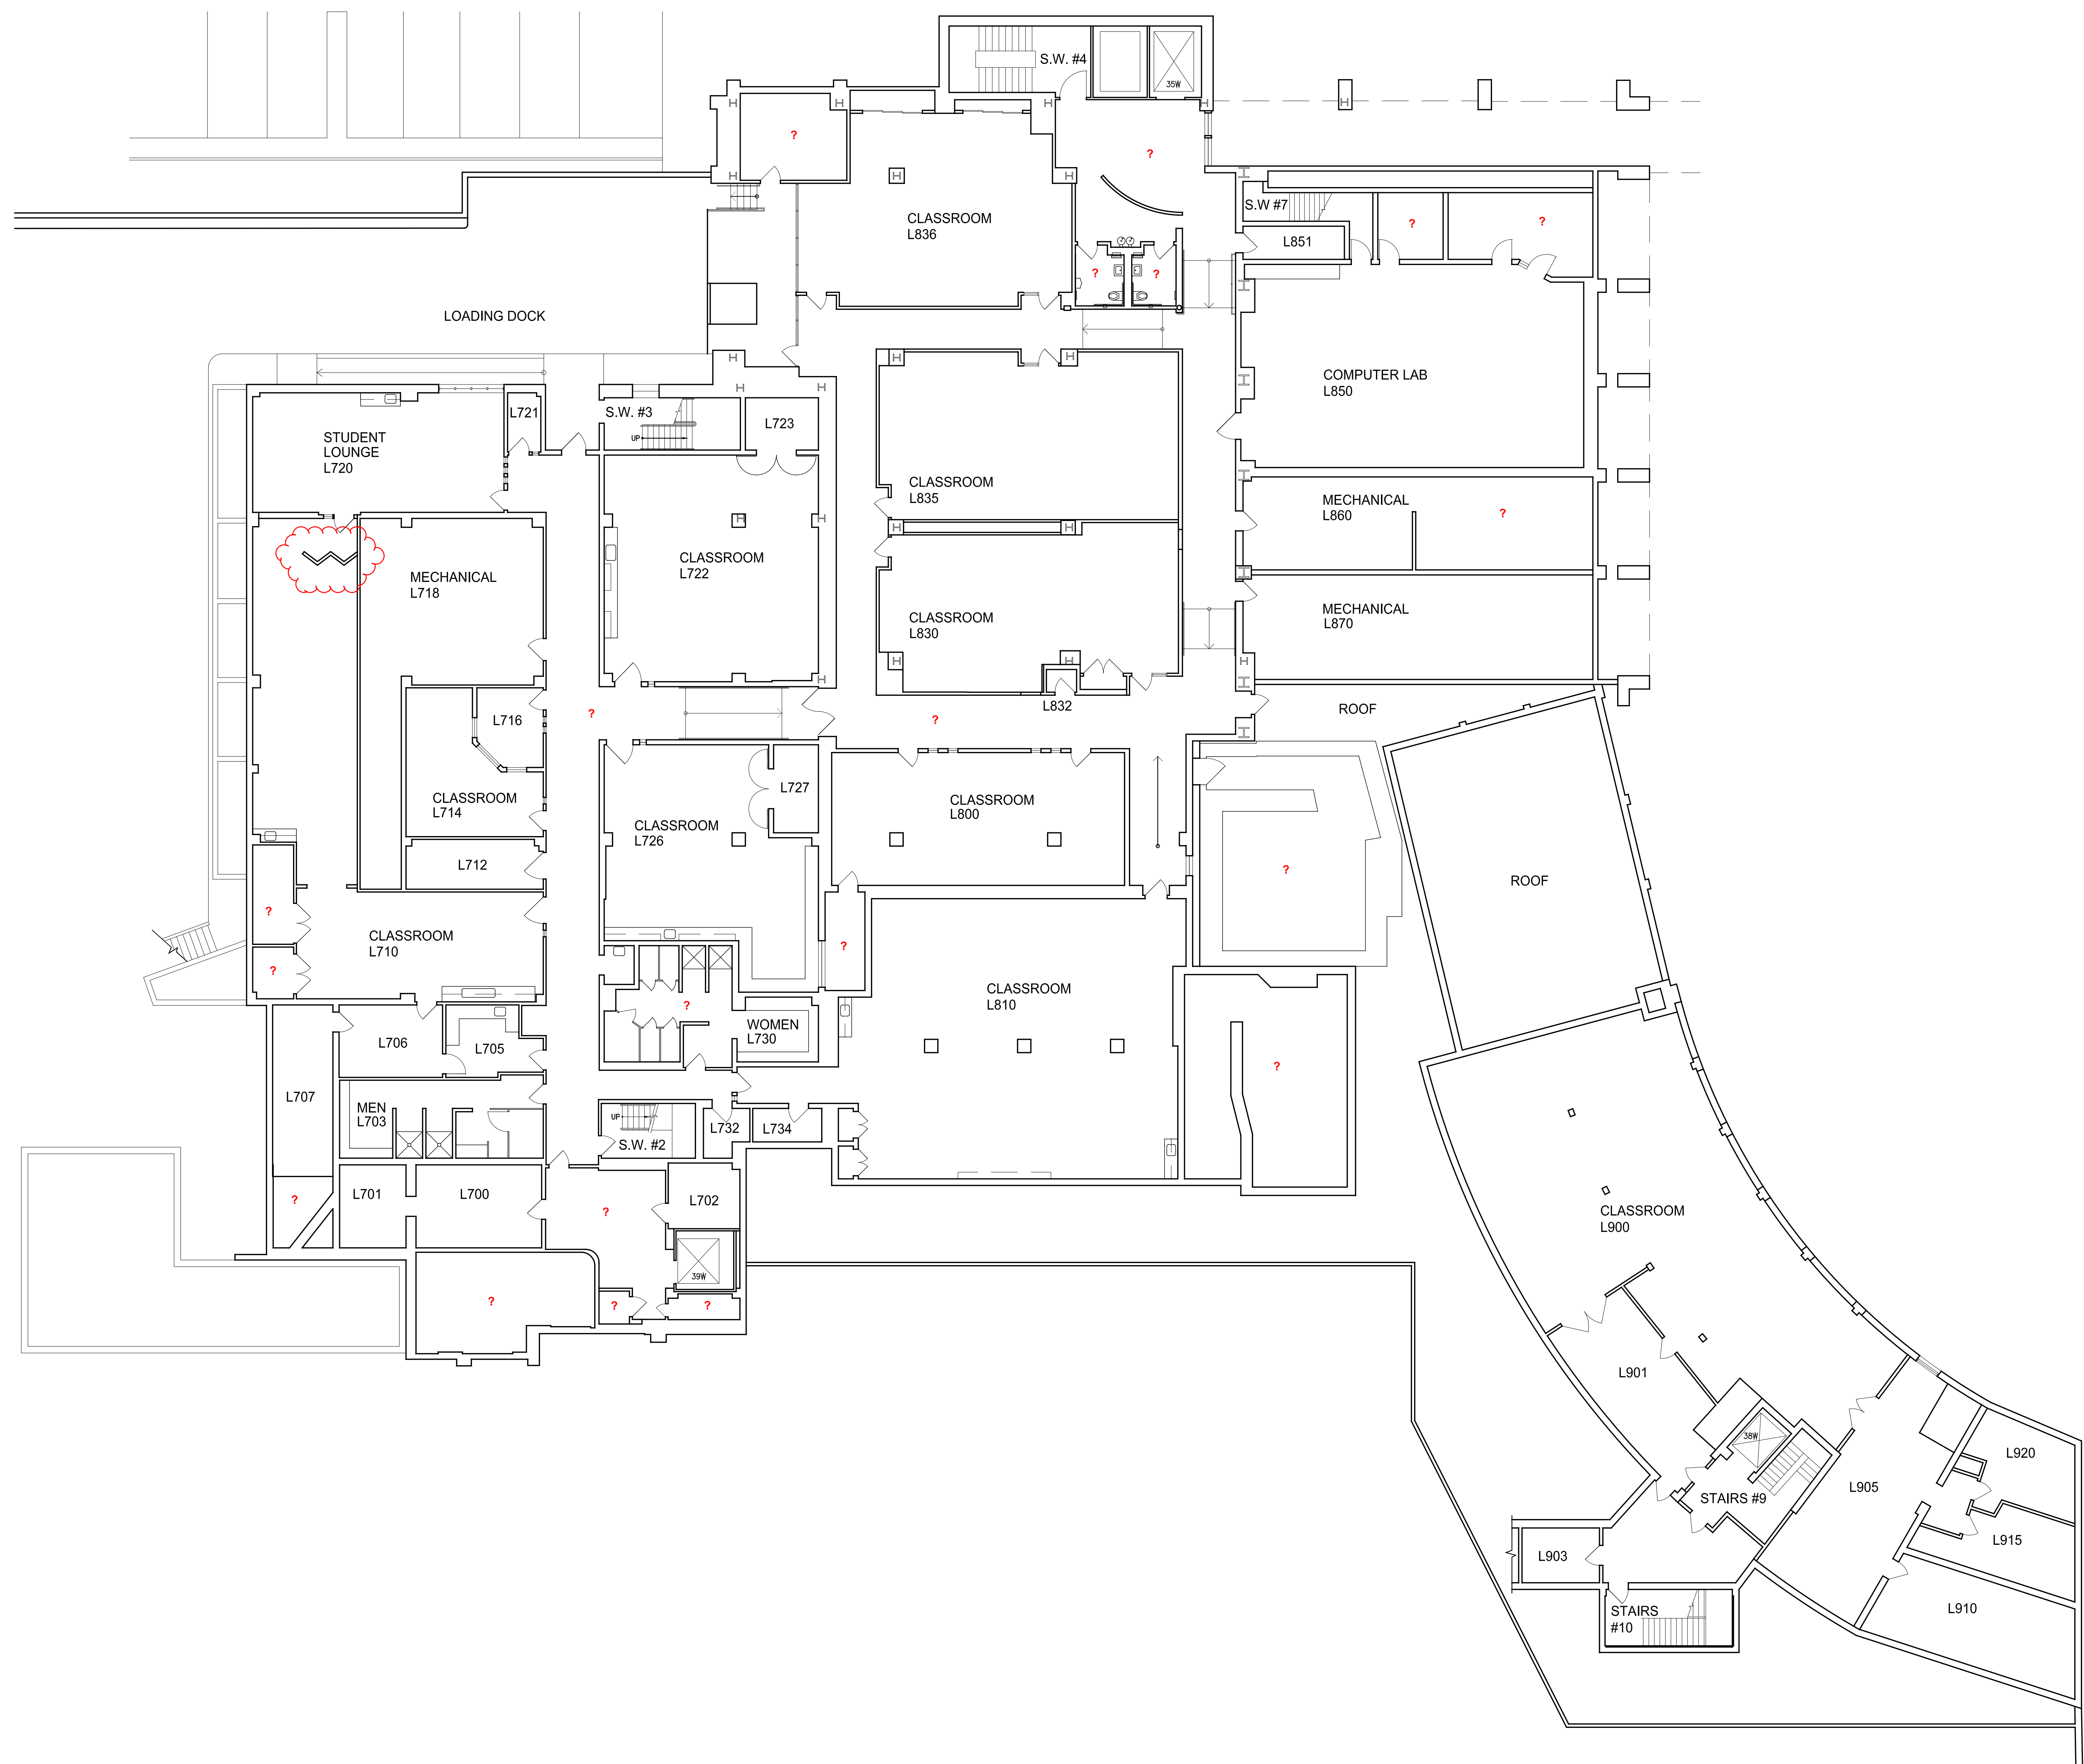 S.W. #4
35W
?
?
S.W #7
?
?
CLASSROOM
L836
L851
?
?
LOADING DOCK
COMPUTER LAB
L850
S.W. #3
L721
L723
UP
STUDENT
LOUNGE
L720
CLASSROOM
L835
MECHANICAL
L860
?
CLASSROOM
L722
MECHANICAL
L718
CLASSROOM
L830
MECHANICAL
L870
L832
ROOF
?
?
L716
L727
CLASSROOM
L714
CLASSROOM
L800
CLASSROOM
L726
L712
?
ROOF
?
CLASSROOM
L710
?
?
CLASSROOM
L810
?
WOMEN
L730
L706
L705
?
L707
MEN
L703
UP
S.W. #2
L732
L734
?
L701
L700
L702
?
CLASSROOM
L900
39W
?
?
?
L901
38W
L920
L905
STAIRS #9
L915
L903
STAIRS
#10
L910